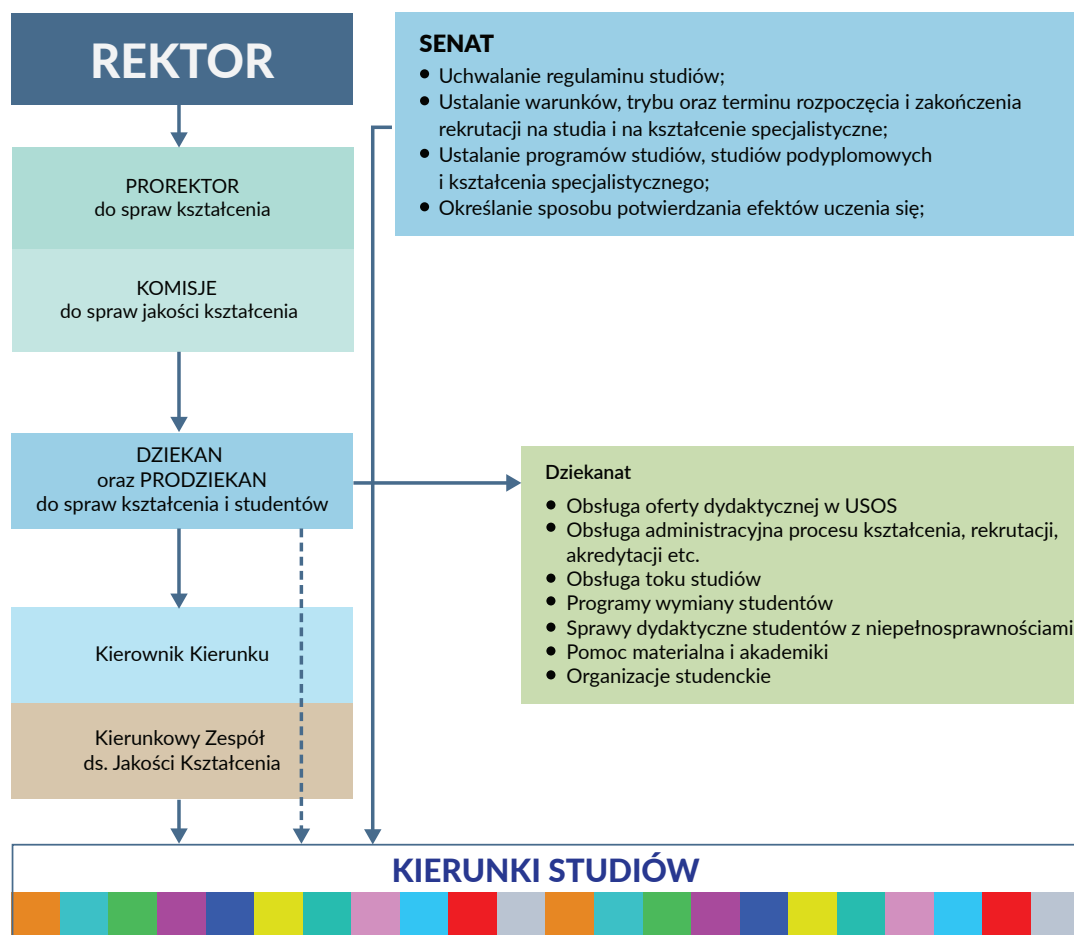 REKTOR
PROREKTOR
do spraw kształcenia
KOMISJE
do spraw jakości kształcenia
DZIEKAN
oraz PRODZIEKAN
do spraw kształcenia i studentów
Kierownik Kierunku
Kierunkowy Zespół
ds. Jakości Kształcenia
SENAT
● Uchwalanie regulaminu studiów;
● Ustalanie warunków, trybu oraz terminu rozpoczęcia i zakończenia
rekrutacji na studia i na kształcenie specjalistyczne;
● Ustalanie programów studiów, studiów podyplomowych
i kształcenia specjalistycznego;
● Określanie sposobu potwierdzania efektów uczenia się;
Dziekanat
● Obsługa oferty dydaktycznej w USOS
● Obsługa administracyjna procesu kształcenia, rekrutacji,
akredytacji etc.
● Obsługa toku studiów
● Programy wymiany studentów
● Sprawy dydaktyczne studentów z niepełnosprawnościami
● Pomoc materialna i akademiki
● Organizacje studenckie
KIERUNKI STUDIÓW